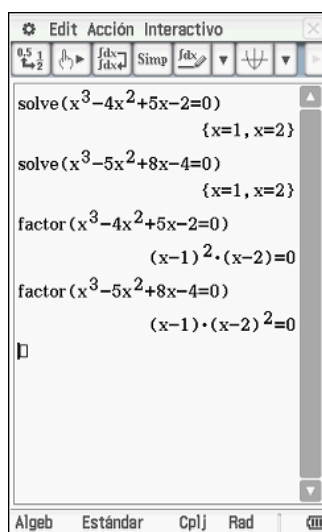 Edit Acción Interactivo
0.5 1 2 ∫dx ∫dx Simp ∫dx
solve(x^3-4x^2+5x-2=0)
{x=1,x=2}
solve(x^3-5x^2+8x-4=0)
{x=1,x=2}
factor(x^3-4x^2+5x-2=0)
(x-1)^2·(x-2)=0
factor(x^3-5x^2+8x-4=0)
(x-1)·(x-2)^2=0
Algeb Estándar Cplj Rad